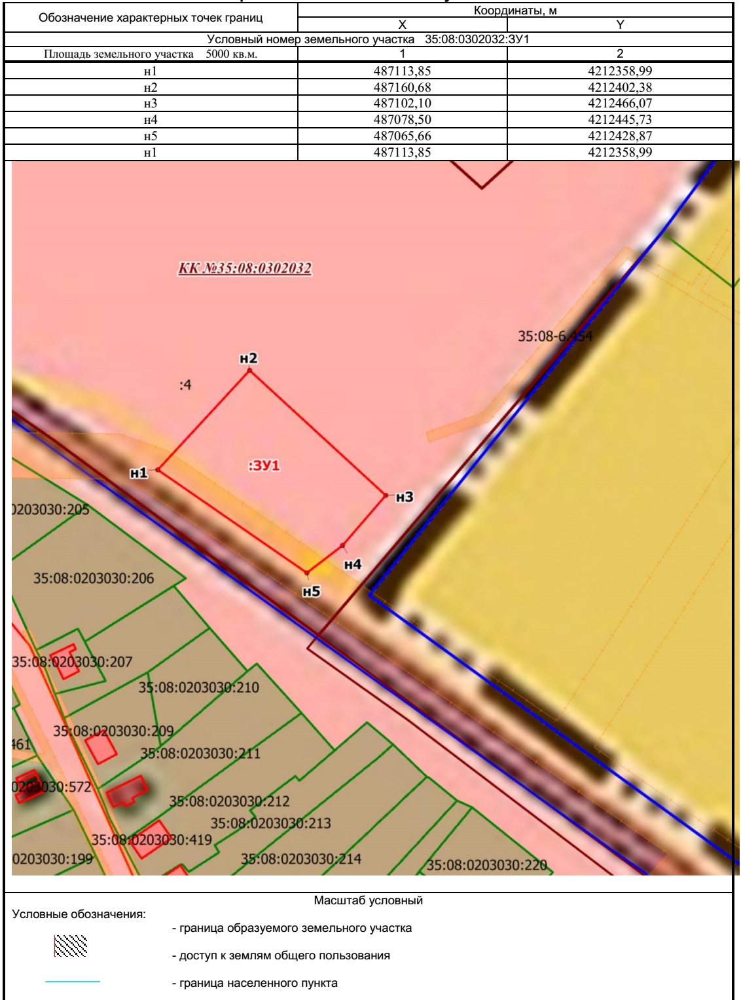 Обозначение характерных точек границ
Координаты, м
X
Y
Условный номер земельного участка 35:08:0302032:ЗУ1
Площадь земельного участка 5000 кв.м.
1
2
н1 487113,85 4212358,99
н2 487160,68 4212402,38
н3 487102,10 4212466,07
н4 487078,50 4212445,73
н5 487065,66 4212428,87
н1 487113,85 4212358,99
КК №35:08:0302032
35:08-6.454
н2
:4
:ЗУ1
н1
н3
н4
н5
0203030:205
35:08:0203030:206
35:08:0203030:207
35:08:0203030:210
35:08:0203030:209
461
35:08:0203030:211
0203030:572
35:08:0203030:212
35:08:0203030:213
35:08:0203030:419
0203030:199
35:08:0203030:214
35:08:0203030:220
Масштаб условный
Условные обозначения:
- граница образуемого земельного участка
- доступ к землям общего пользования
- граница населенного пункта